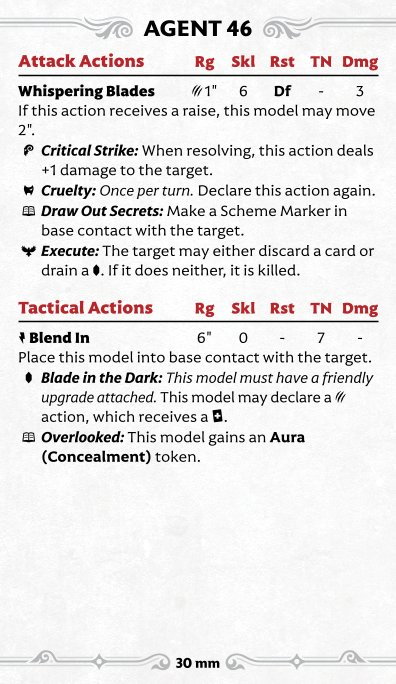 AGENT 46
Attack Actions Rg Skl Rst TN Dmg
Whispering Blades 1" 6 Df - 3
If this action receives a raise, this model may move
2".
Critical Strike: When resolving, this action deals
+1 damage to the target.
Cruelty: Once per turn. Declare this action again.
Draw Out Secrets: Make a Scheme Marker in
base contact with the target.
Execute: The target may either discard a card or
drain a . If it does neither, it is killed.
Tactical Actions Rg Skl Rst TN Dmg
Blend In 6" 0 - 7 -
Place this model into base contact with the target.
Blade in the Dark: This model must have a friendly
upgrade attached. This model may declare a
action, which receives a .
Overlooked: This model gains an Aura
(Concealment) token.
30 mm